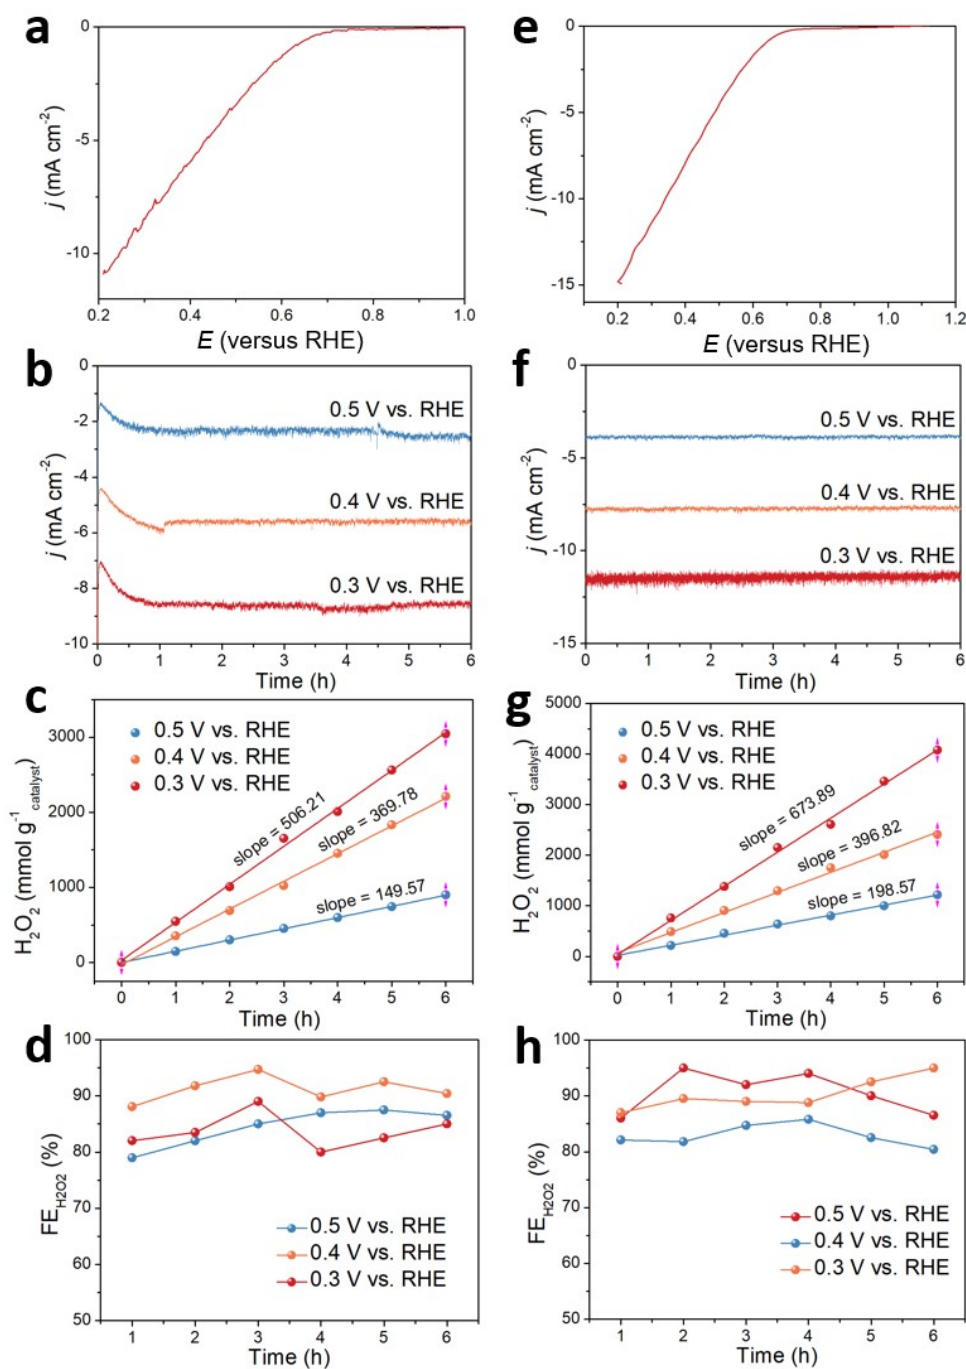 a
0
-5
-10
j (mA cm-2)
0.2 0.4 0.6 0.8 1.0
E (versus RHE)
e
0
-5
-10
-15
j (mA cm-2)
0.2 0.4 0.6 0.8 1.0 1.2
E (versus RHE)
b
0
-2
-4
-6
-8
-10
j (mA cm-2)
0.5 V vs. RHE
0.4 V vs. RHE
0.3 V vs. RHE
0 1 2 3 4 5 6
Time (h)
f
0
-5
-10
-15
j (mA cm-2)
0.5 V vs. RHE
0.4 V vs. RHE
0.3 V vs. RHE
0 1 2 3 4 5 6
Time (h)
c
3000
2000
1000
0
H2O2 (mmol g-1 catalyst)
0.5 V vs. RHE
0.4 V vs. RHE
0.3 V vs. RHE
slope = 506.21
slope = 369.78
slope = 149.57
0 1 2 3 4 5 6
Time (h)
g
5000
4000
3000
2000
1000
0
H2O2 (mmol g-1 catalyst)
0.5 V vs. RHE
0.4 V vs. RHE
0.3 V vs. RHE
slope = 673.89
slope = 396.82
slope = 198.57
0 1 2 3 4 5 6
Time (h)
d
100
90
80
70
60
50
FEH2O2 (%)
0.5 V vs. RHE
0.4 V vs. RHE
0.3 V vs. RHE
1 2 3 4 5 6
Time (h)
h
100
90
80
70
60
50
FEH2O2 (%)
0.5 V vs. RHE
0.4 V vs. RHE
0.3 V vs. RHE
1 2 3 4 5 6
Time (h)